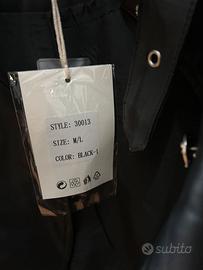 STYLE: 30013
SIZE: M/L
COLOR: BLACK-1
subito